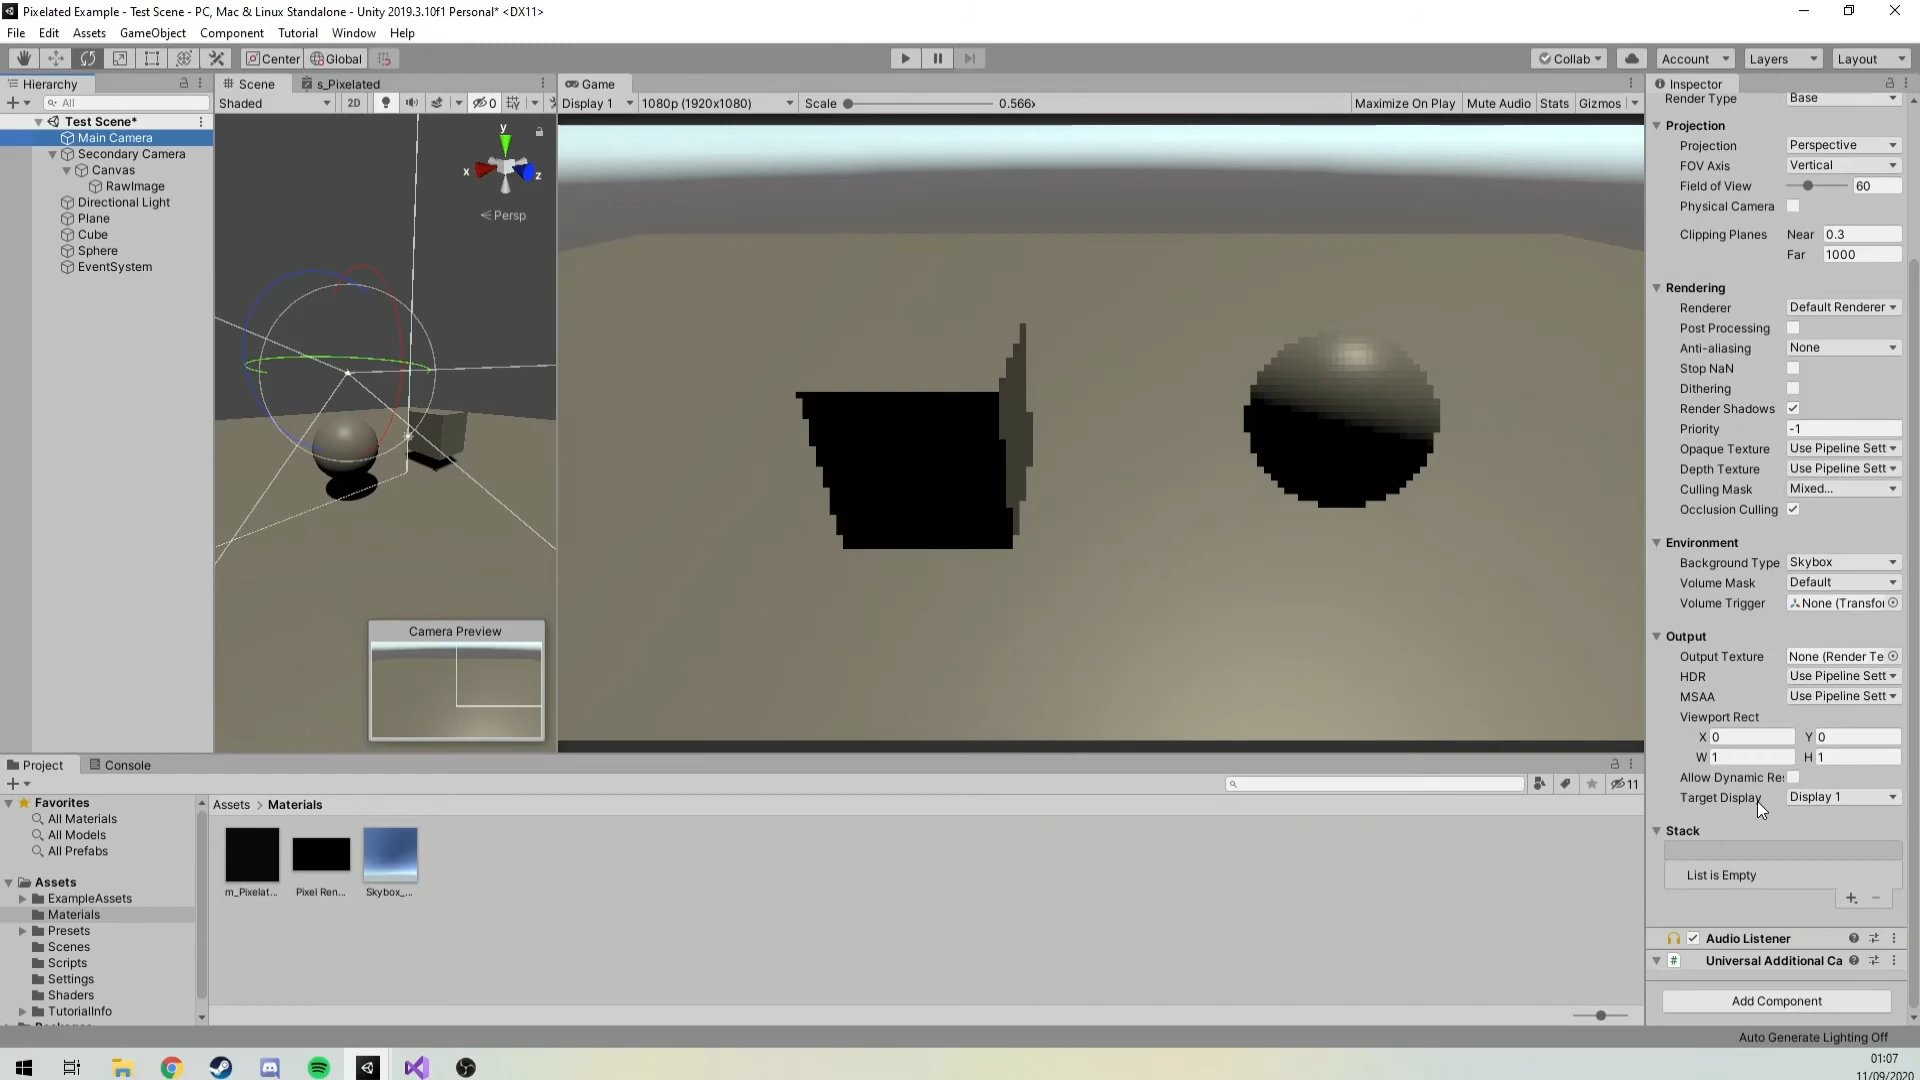 Pixelated Example - Test Scene - PC, Mac & Linux Standalone - Unity 2019.3.10f1 Personal* <DX11>
File Edit Assets GameObject Component Tutorial Window Help
Center Global Collab Account Layers Layout
Hierarchy
All
Test Scene*
Main Camera
Secondary Camera
Canvas
RawImage
Directional Light
Plane
Cube
Sphere
EventSystem
Scene s_Pixelated
Shaded 2D 0
y
x
z
Persp
Camera Preview
Game
Display 1 1080p (1920x1080) Scale 0.566x Maximize On Play Mute Audio Stats Gizmos
Inspector
Render Type Base
Projection
Projection Perspective
FOV Axis Vertical
Field of View 60
Physical Camera
Clipping Planes Near 0.3
Far 1000
Rendering
Renderer Default Renderer
Post Processing
Anti-aliasing None
Stop NaN
Dithering
Render Shadows
Priority -1
Opaque Texture Use Pipeline Sett
Depth Texture Use Pipeline Sett
Culling Mask Mixed...
Occlusion Culling
Environment
Background Type Skybox
Volume Mask Default
Volume Trigger None (Transfor
Output
Output Texture None (Render Te
HDR Use Pipeline Sett
MSAA Use Pipeline Sett
Viewport Rect
X 0 Y 0
W 1 H 1
Allow Dynamic Res
Target Display Display 1
Stack
List is Empty
Audio Listener
# Universal Additional Ca
Add Component
Project Console
11
Favorites
All Materials
All Models
All Prefabs
Assets
ExampleAssets
Materials
Presets
Scenes
Scripts
Settings
Shaders
TutorialInfo
Assets > Materials
m_Pixelat...
Pixel Ren...
Skybox_...
Auto Generate Lighting Off
01:07
11/09/2020